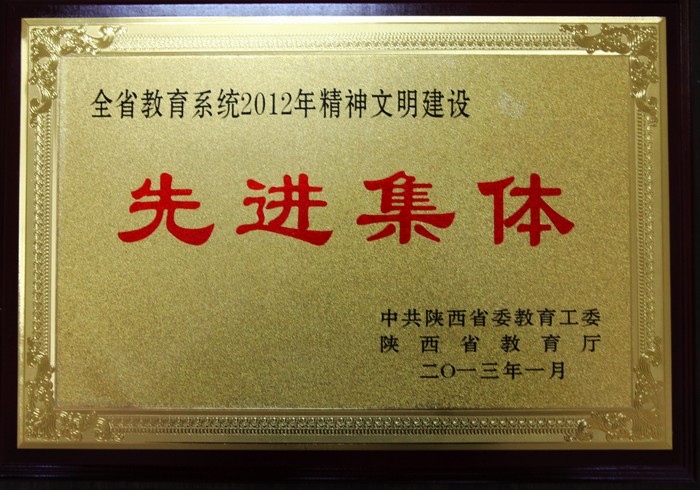 全省教育系统2012年精神文明建设
先进集体
中共陕西省委教育工委
陕西省教育厅
二〇一三年一月